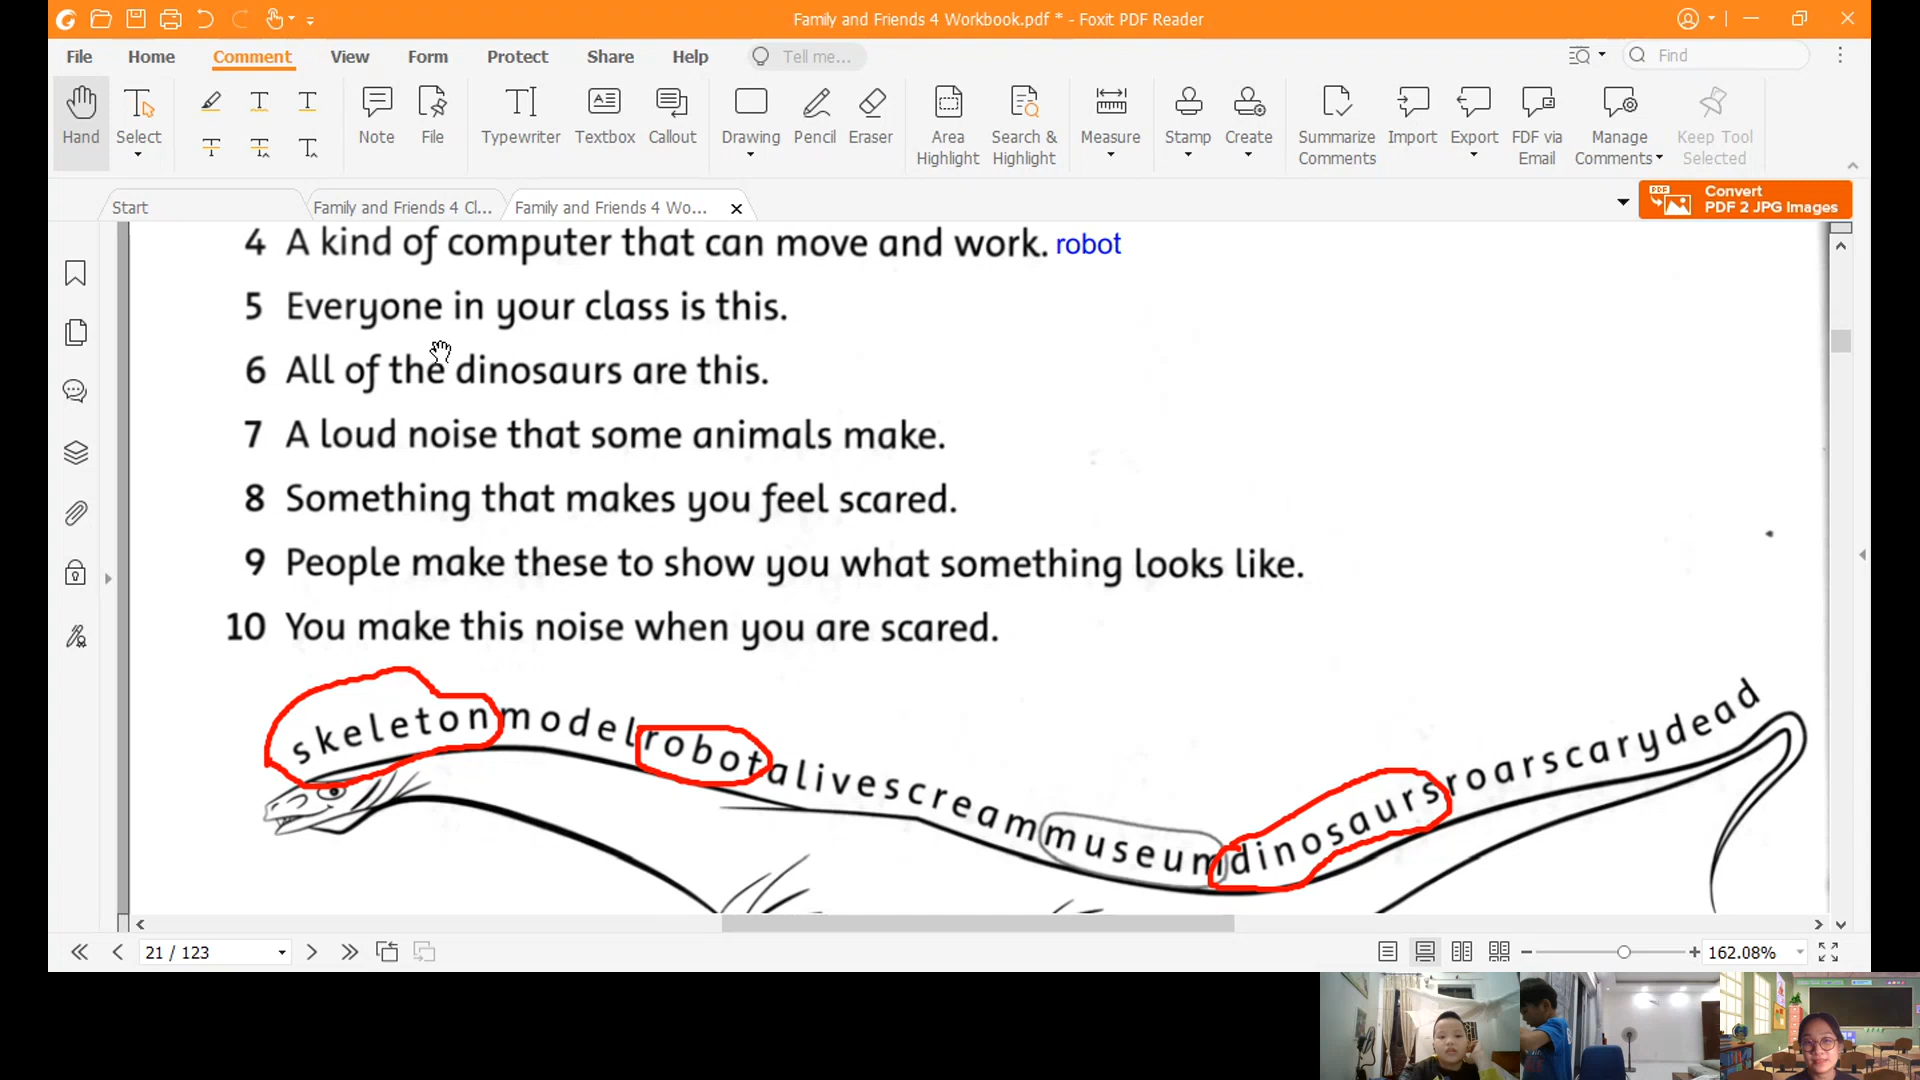 Family and Friends 4 Workbook.pdf * - Foxit PDF Reader
File Home Comment View Form Protect Share Help Tell me... Find
Hand Select Note File Typewriter Textbox Callout Drawing Pencil Eraser Area Highlight Search & Highlight Measure Stamp Create Summarize Comments Import Export FDF via Email Manage Comments Keep Tool Selected
Start Family and Friends 4 Cl... Family and Friends 4 Wo...
Convert
PDF 2 JPG Images
4 A kind of computer that can move and work. robot
5 Everyone in your class is this.
6 All of the dinosaurs are this.
7 A loud noise that some animals make.
8 Something that makes you feel scared.
9 People make these to show you what something looks like.
10 You make this noise when you are scared.
skeletonmodelrobotalivescreammuseumdinosaursroarscarydead
21 / 123
162.08%